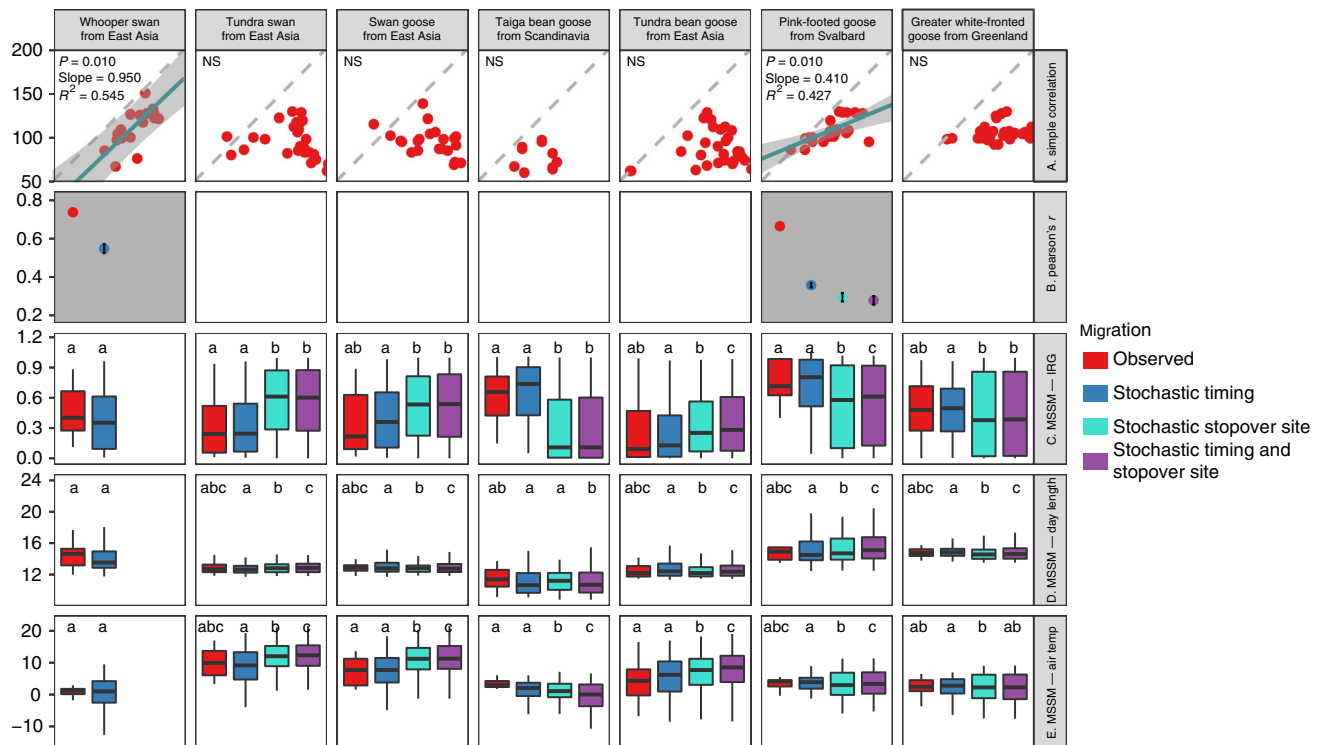 Whooper swan
from East Asia
Tundra swan
from East Asia
Swan goose
from East Asia
Taiga bean goose
from Scandinavia
Tundra bean goose
from East Asia
Pink-footed goose
from Svalbard
Greater white-fronted
goose from Greenland
200
150
100
50
P = 0.010
Slope = 0.950
R² = 0.545
NS
NS
NS
NS
P = 0.010
Slope = 0.410
R² = 0.427
NS
A. simple correlation
0.8
0.6
0.4
0.2
B. pearson's r
1.2
0.9
0.6
0.3
0.0
a a
a a b b
ab a b b
a a b b
ab a b c
a a b c
ab a b b
C. MSSM — IRG
24
20
16
12
a a
abc a b c
abc a b c
ab a a b
abc a b c
abc a b c
abc a b c
D. MSSM — day length
20
10
0
−10
a a
abc a b c
a a b c
a a b c
a a b c
abc a b c
ab a b ab
E. MSSM — air temp
Migration
Observed
Stochastic timing
Stochastic stopover site
Stochastic timing and
stopover site